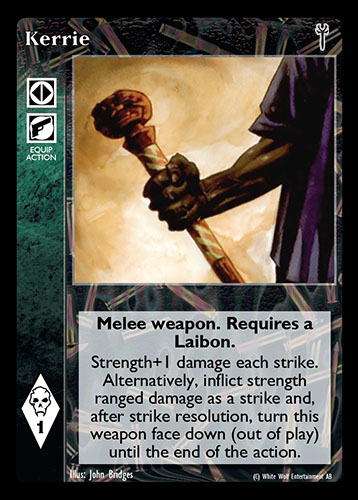 Kerrie
EQUIP
ACTION
Melee weapon. Requires a
Laibon.
Strength+1 damage each strike.
Alternatively, inflict strength
ranged damage as a strike and,
after strike resolution, turn this
weapon face down (out of play)
until the end of the action.
1
Illus: John Bridges
(C) White Wolf Entertainment AB